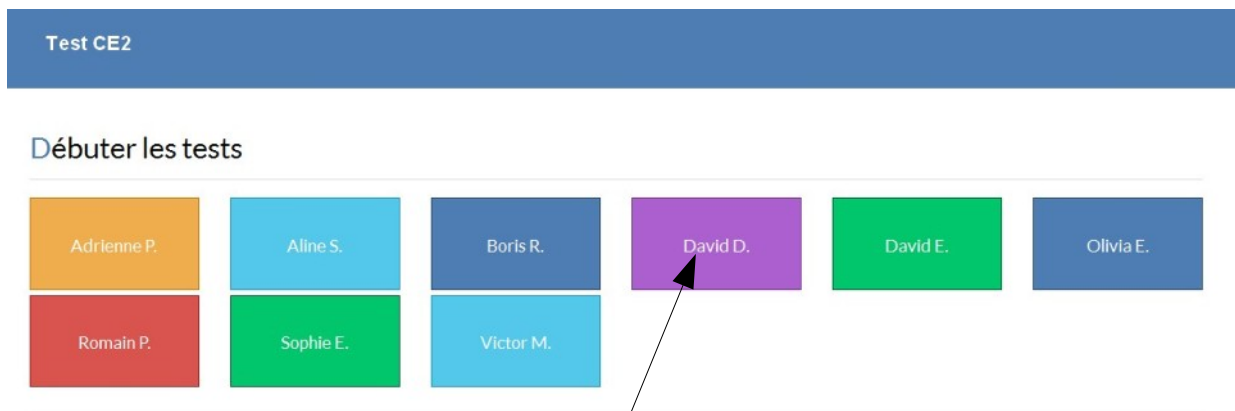 Test CE2
Débuter les tests
Adrienne P. Aline S. Boris R. David D. David E. Olivia E.
Romain P. Sophie E. Victor M.